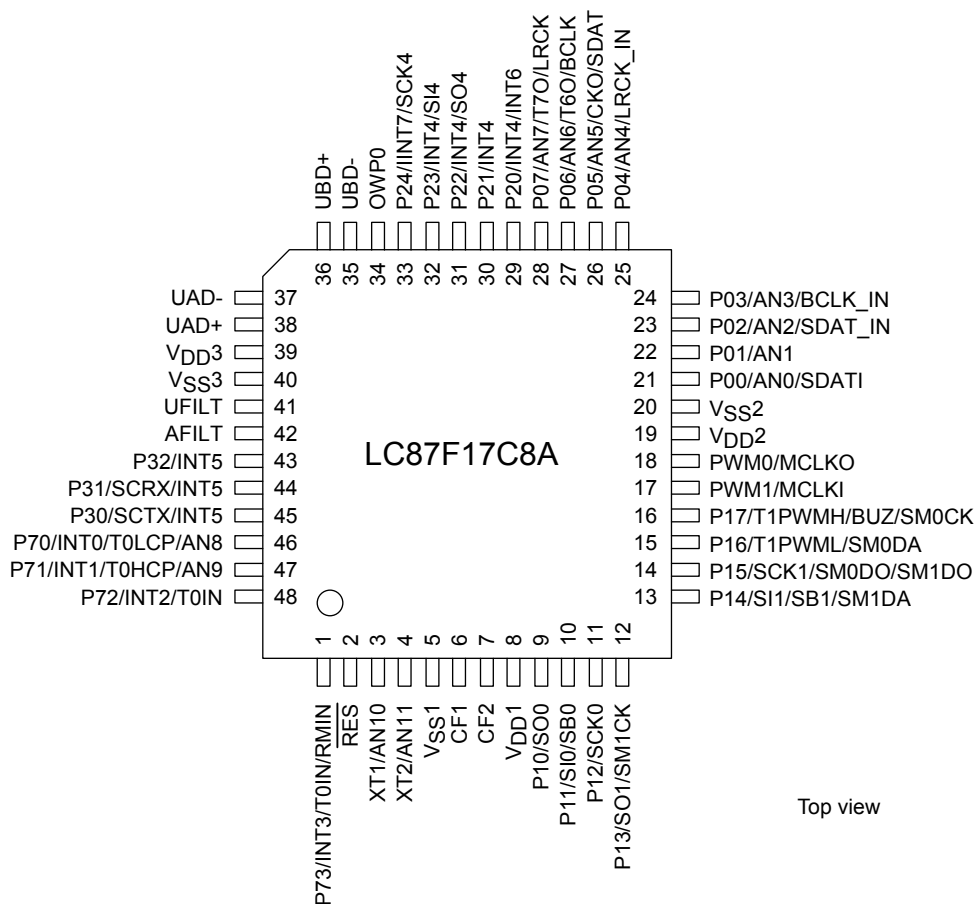 UBD+
UBD-
OWP0
P24/IINT7/SCK4
P23/INT4/SI4
P22/INT4/SO4
P21/INT4
P20/INT4/INT6
P07/AN7/T7O/LRCK
P06/AN6/T6O/BCLK
P05/AN5/CKO/SDAT
P04/AN4/LRCK_IN
36
35
34
33
32
31
30
29
28
27
26
25
UAD- 37
UAD+ 38
VDD3 39
VSS3 40
UFILT 41
AFILT 42
P32/INT5 43
P31/SCRX/INT5 44
P30/SCTX/INT5 45
P70/INT0/T0LCP/AN8 46
P71/INT1/T0HCP/AN9 47
P72/INT2/T0IN 48
LC87F17C8A
24 P03/AN3/BCLK_IN
23 P02/AN2/SDAT_IN
22 P01/AN1
21 P00/AN0/SDATI
20 VSS2
19 VDD2
18 PWM0/MCLKO
17 PWM1/MCLKI
16 P17/T1PWMH/BUZ/SM0CK
15 P16/T1PWML/SM0DA
14 P15/SCK1/SM0DO/SM1DO
13 P14/SI1/SB1/SM1DA
1
2
3
4
5
6
7
8
9
10
11
12
P73/INT3/T0IN/RMIN
RES
XT1/AN10
XT2/AN11
VSS1
CF1
CF2
VDD1
P10/SO0
P11/SI0/SB0
P12/SCK0
P13/SO1/SM1CK
Top view